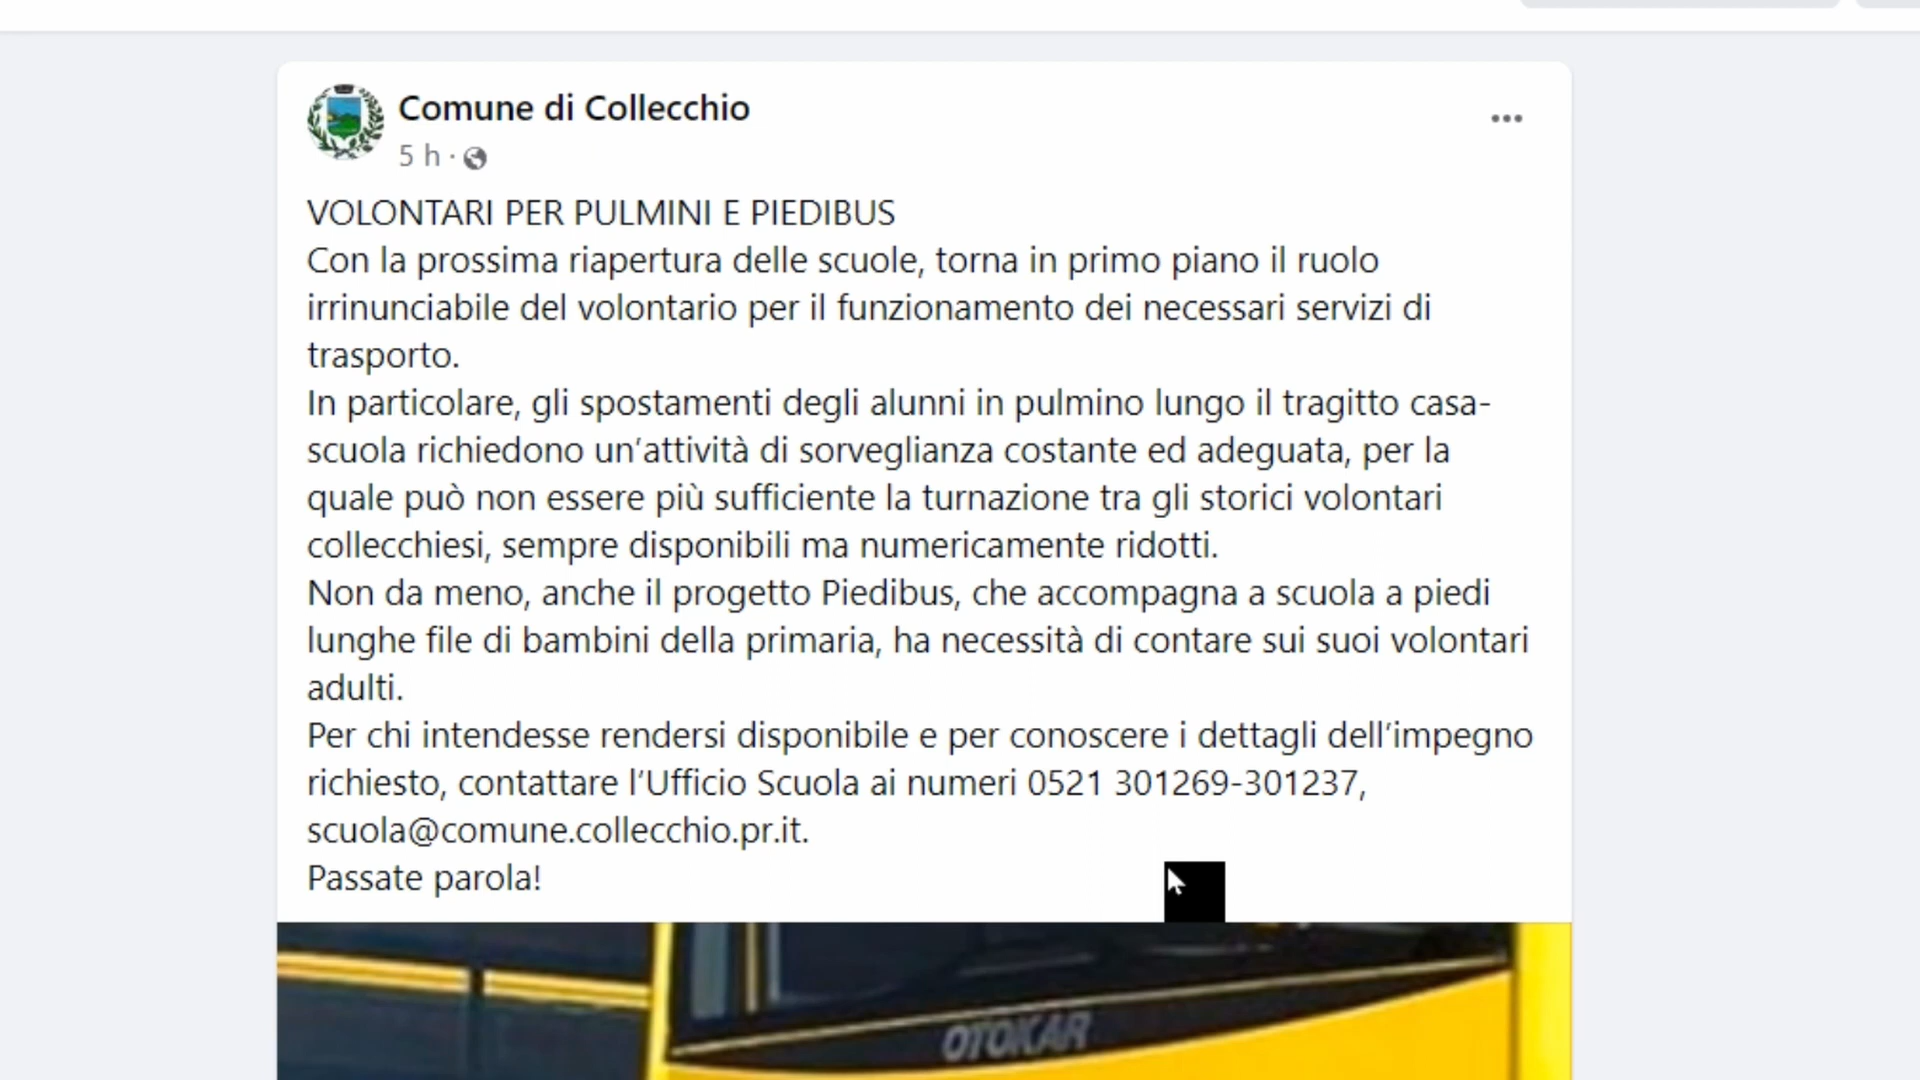 Comune di Collecchio
5 h ·
VOLONTARI PER PULMINI E PIEDIBUS
Con la prossima riapertura delle scuole, torna in primo piano il ruolo
irrinunciabile del volontario per il funzionamento dei necessari servizi di
trasporto.
In particolare, gli spostamenti degli alunni in pulmino lungo il tragitto casa-
scuola richiedono un’attività di sorveglianza costante ed adeguata, per la
quale può non essere più sufficiente la turnazione tra gli storici volontari
collecchiesi, sempre disponibili ma numericamente ridotti.
Non da meno, anche il progetto Piedibus, che accompagna a scuola a piedi
lunghe file di bambini della primaria, ha necessità di contare sui suoi volontari
adulti.
Per chi intendesse rendersi disponibile e per conoscere i dettagli dell’impegno
richiesto, contattare l’Ufficio Scuola ai numeri 0521 301269-301237,
scuola@comune.collecchio.pr.it.
Passate parola!
OTOKAR